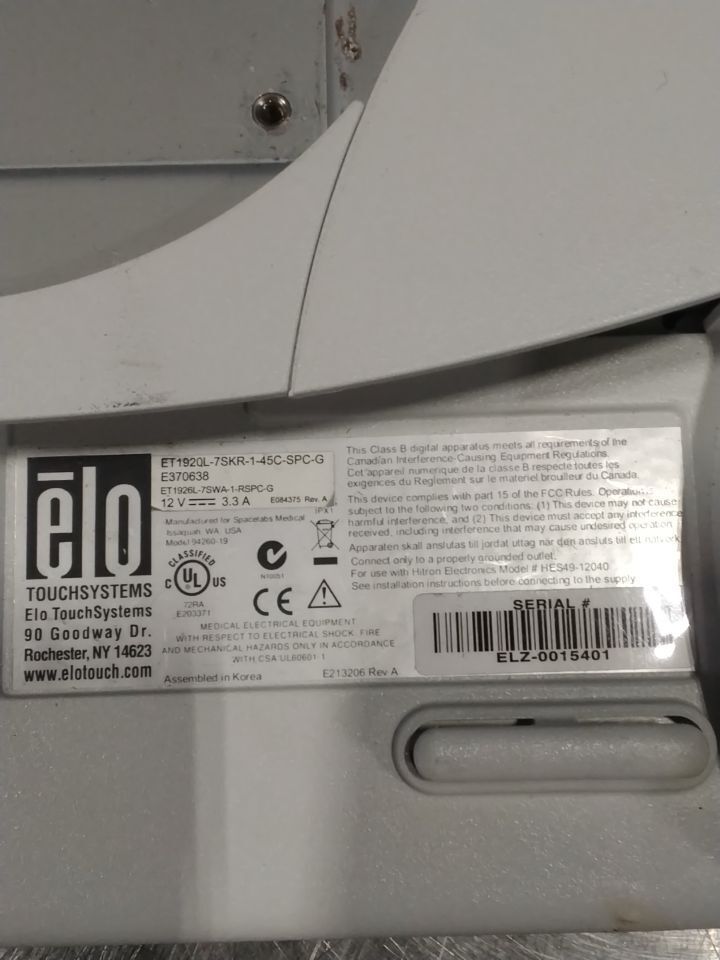 ēlo
TOUCHSYSTEMS
Elo TouchSystems
90 Goodway Dr.
Rochester, NY 14623
www.elotouch.com
ET1920L-7SKR-1-45C-SPC-G
E370638
ET1926L-7SWA-1-RSPC-G
12 V 3.3 A E084375 Rev. A
IPX1
Manufactured for Spacelabs Medical
Issaquah, WA, USA
Model 94260-19
CLASSIFIED
C UL US
72RA
E203371
N10051
CE
MEDICAL ELECTRICAL EQUIPMENT
WITH RESPECT TO ELECTRICAL SHOCK, FIRE
AND MECHANICAL HAZARDS ONLY IN ACCORDANCE
WITH CSA UL60601-1
Assembled in Korea
E213206 Rev A
This Class B digital apparatus meets all requirements of the
Canadian Interference-Causing Equipment Regulations.
Cet appareil numerique de la classe B respecte toutes les
exigences du Reglement sur le materiel brouilleur du Canada.
This device complies with part 15 of the FCC Rules. Operation is
subject to the following two conditions: (1) This device may not cause
harmful interference, and (2) This device must accept any interference
received, including interference that may cause undesired operation.
Apparaten skall anslutas till jordat uttag när den ansluts till ett nätverk
Connect only to a properly grounded outlet.
For use with Hitron Electronics Model # HES49-12040
See installation instructions before connecting to the supply
SERIAL #
ELZ-0015401